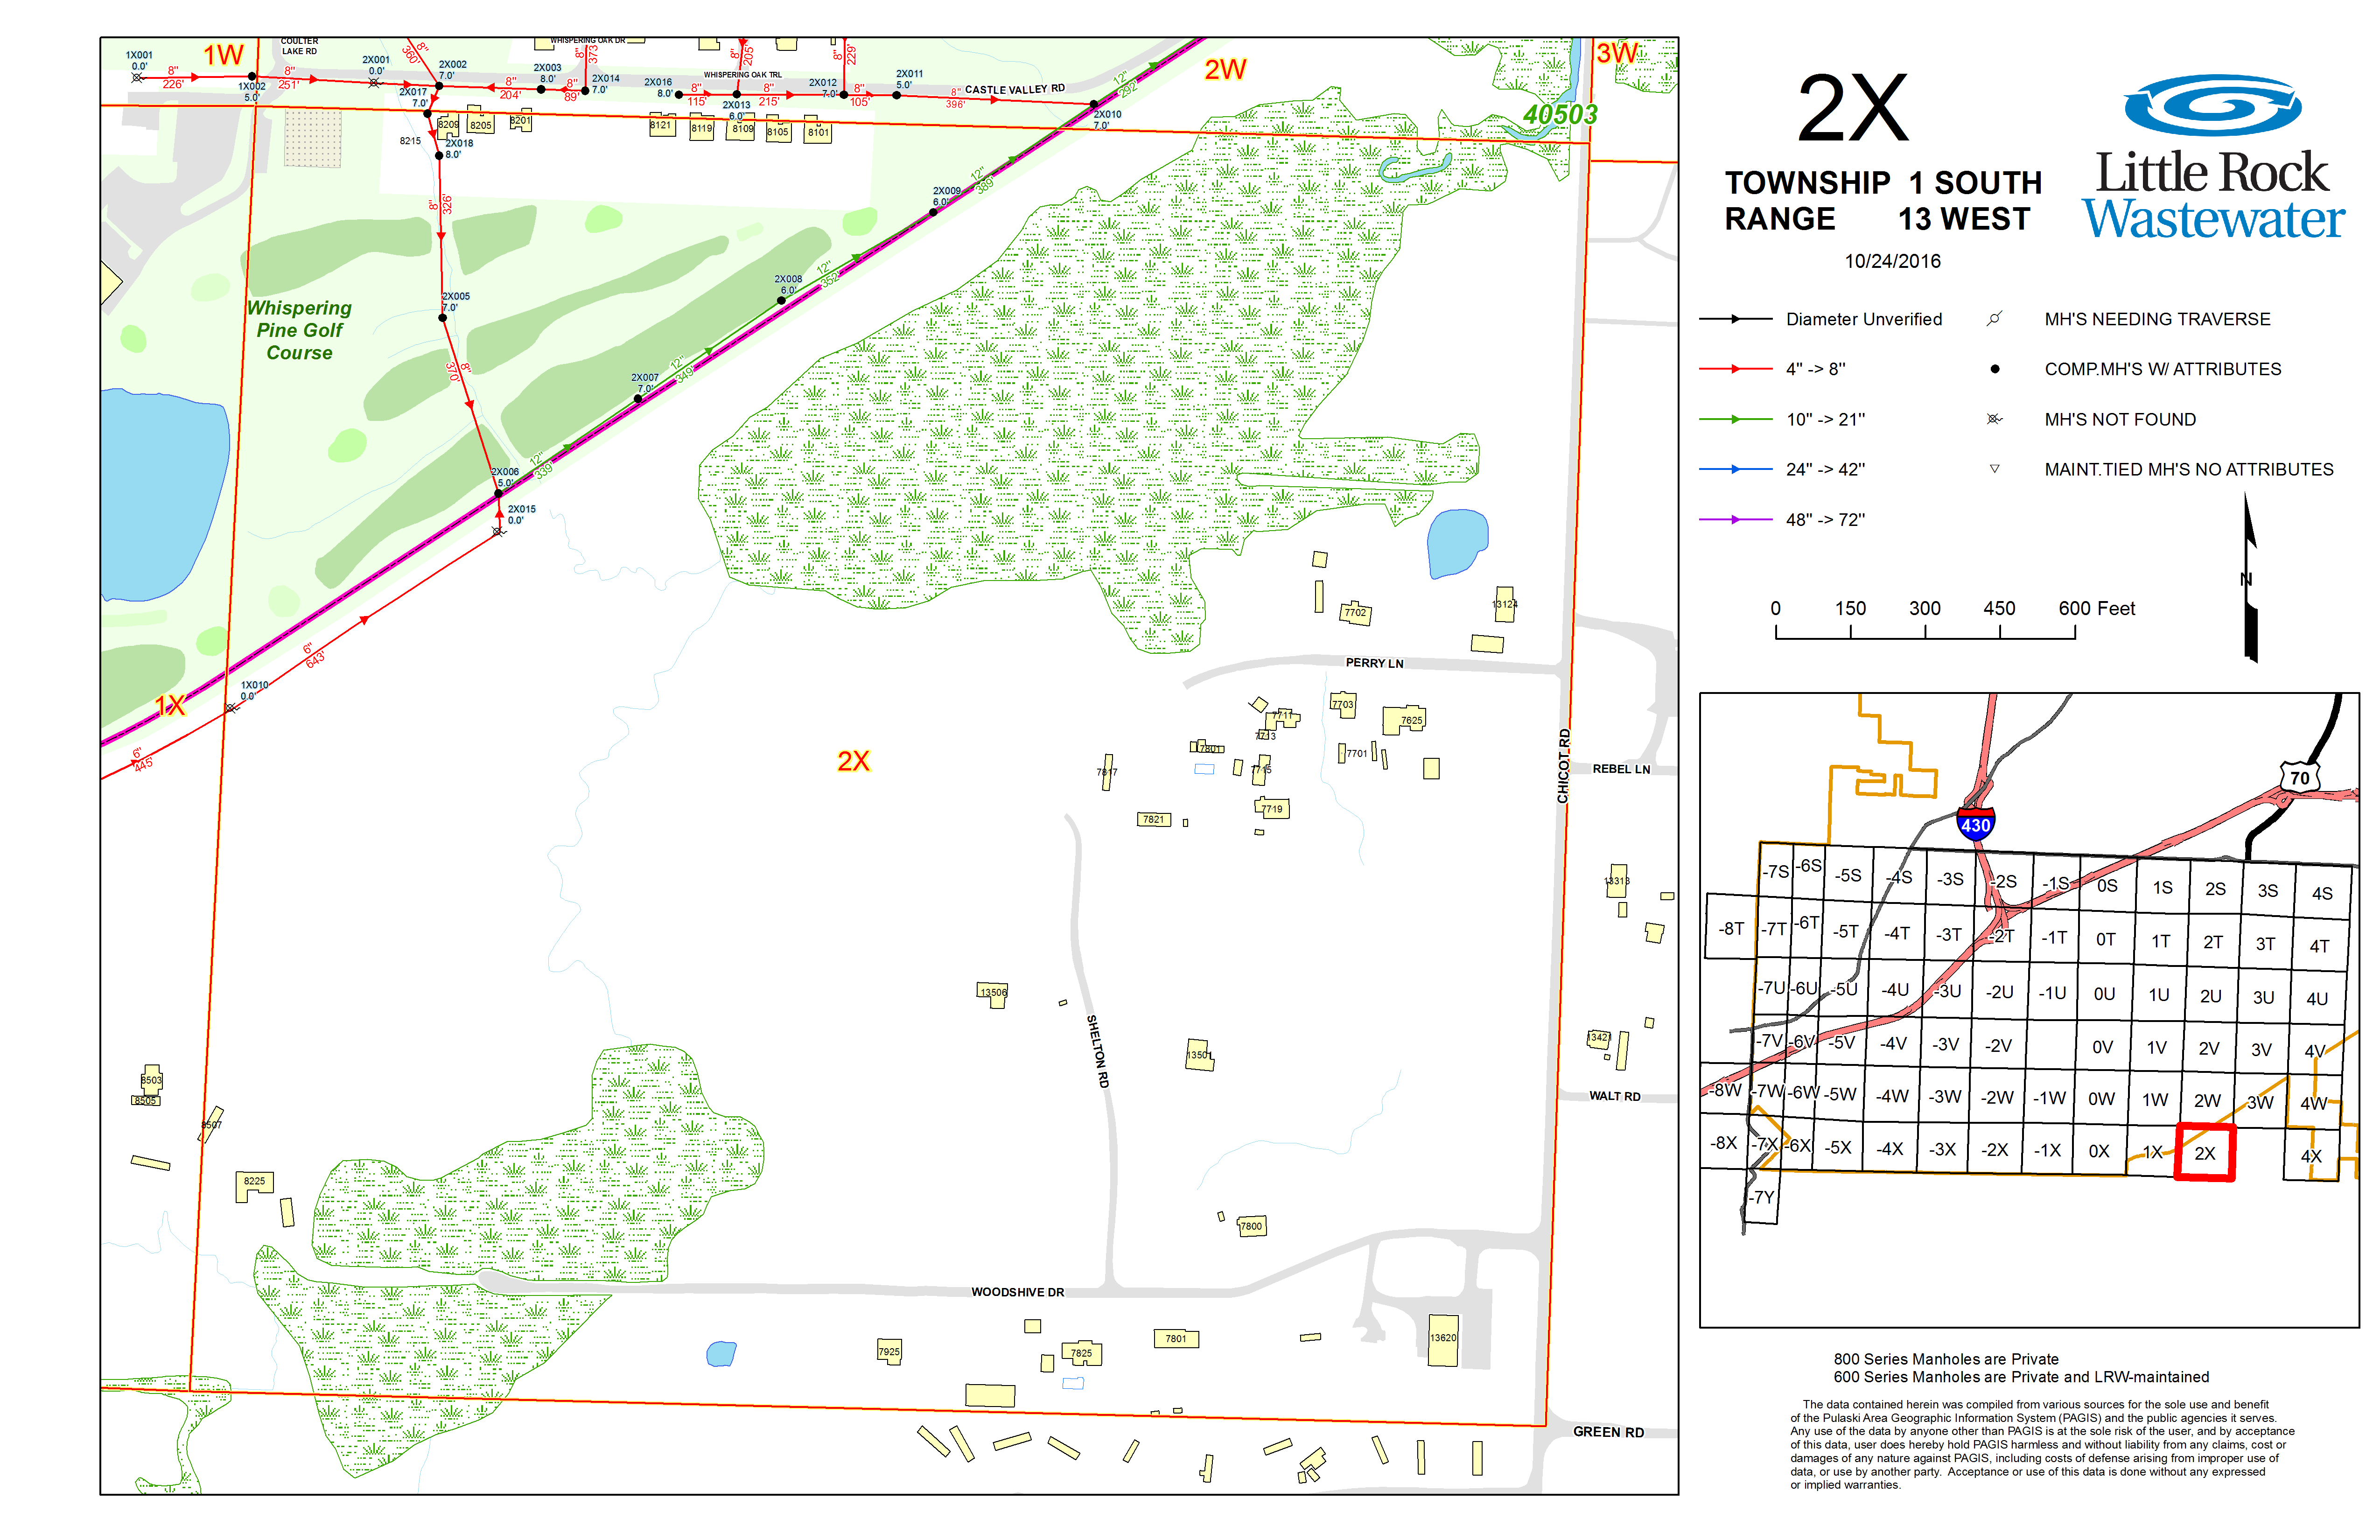 2X
TOWNSHIP 1 SOUTH
RANGE 13 WEST
10/24/2016
Little Rock
Wastewater
Diameter Unverified
4" -> 8"
10" -> 21"
24" -> 42"
48" -> 72"
MH'S NEEDING TRAVERSE
COMP.MH'S W/ ATTRIBUTES
MH'S NOT FOUND
MAINT.TIED MH'S NO ATTRIBUTES
N
0 150 300 450 600 Feet
1W
2W
3W
1X
2X
40503
COULTER
LAKE RD
WHISPERING OAK DR
WHISPERING OAK TRL
CASTLE VALLEY RD
Whispering
Pine Golf
Course
1X001
0.0'
8"
226'
1X002
5.0'
8"
251'
2X001
0.0'
8"
360'
2X002
7.0'
2X017
7.0'
8"
204'
2X003
8.0'
8"
89'
8"
373'
2X014
7.0'
2X016
8.0'
8"
115'
8"
205'
2X013
6.0'
8"
215'
2X012
7.0'
8"
229'
8"
105'
2X011
5.0'
8"
396'
2X010
7.0'
12"
292'
8209
8205
8201
8121
8119
8109
8105
8101
8215
2X018
8.0'
8"
326'
2X005
7.0'
8"
370'
2X009
6.0'
12"
389'
2X008
6.0'
12"
352'
2X007
7.0'
12"
349'
2X006
5.0'
12"
339'
2X015
0.0'
6"
643'
1X010
0.0'
6"
445'
7702
13124
PERRY LN
7703
7625
7711
7713
7801
7701
7715
7817
7719
7821
CHICOT RD
REBEL LN
13313
13506
SHELTON RD
13501
13421
WALT RD
8503
8505
8507
8225
7800
WOODSHIVE DR
7925
7825
7801
13620
GREEN RD
70
430
-7S -6S -5S -4S -3S -2S -1S 0S 1S 2S 3S 4S
-8T -7T -6T -5T -4T -3T -2T -1T 0T 1T 2T 3T 4T
-7U -6U -5U -4U -3U -2U -1U 0U 1U 2U 3U 4U
-7V -6V -5V -4V -3V -2V 0V 1V 2V 3V 4V
-8W -7W -6W -5W -4W -3W -2W -1W 0W 1W 2W 3W 4W
-8X -7X -6X -5X -4X -3X -2X -1X 0X 1X 2X 4X
-7Y
800 Series Manholes are Private
600 Series Manholes are Private and LRW-maintained
The data contained herein was compiled from various sources for the sole use and benefit
of the Pulaski Area Geographic Information System (PAGIS) and the public agencies it serves.
Any use of the data by anyone other than PAGIS is at the sole risk of the user, and by acceptance
of this data, user does hereby hold PAGIS harmless and without liability from any claims, cost or
damages of any nature against PAGIS, including costs of defense arising from improper use of
data, or use by another party. Acceptance or use of this data is done without any expressed
or implied warranties.